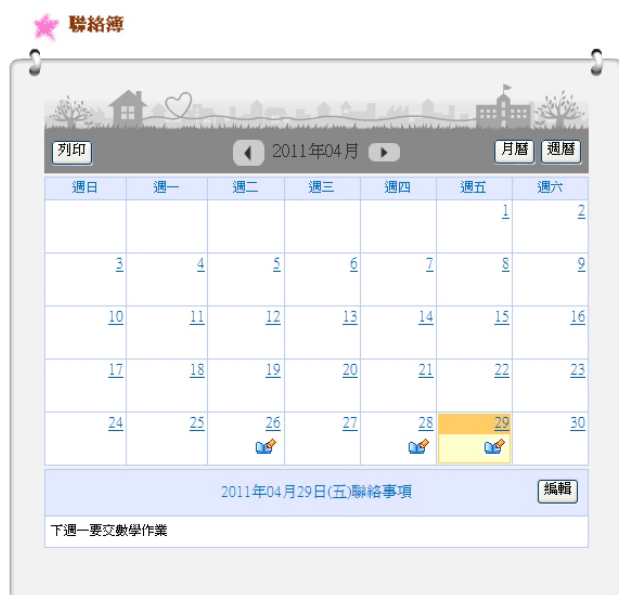 聯絡簿
列印 2011年04月 月曆 週曆
週日 週一 週二 週三 週四 週五 週六
1 2
3 4 5 6 7 8 9
10 11 12 13 14 15 16
17 18 19 20 21 22 23
24 25 26 27 28 29 30
2011年04月29日(五)聯絡事項 編輯
下週一要交數學作業